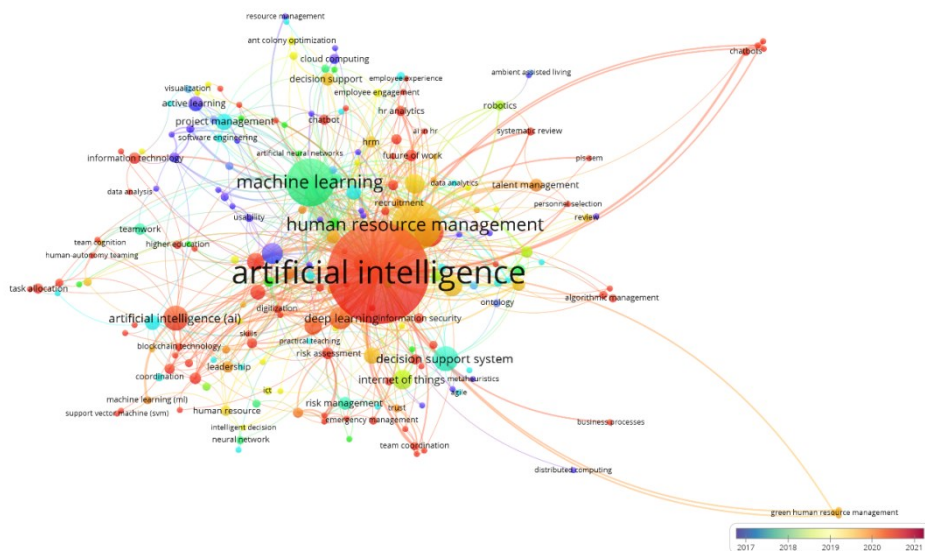 resource management
ant colony optimization
chatbots
cloud computing
ambient assisted living
decision support
employee experience
visualization
employee engagement
active learning
robotics
hr analytics
project management
chatbot
software engineering
ai in hr
systematic review
hrm
artificial neural networks
future of work
information technology
pls-sem
machine learning
data analytics
talent management
data analysis
recruitment
personnel selection
usability
review
human resource management
teamwork
team cognition
higher education
human-autonomy teaming
artificial intelligence
task allocation
ontology
algorithmic management
digitization
artificial intelligence (ai)
deep learning
information security
skills
practical teaching
blockchain technology
risk assessment
decision support system
leadership
coordination
internet of things
metaheuristics
ict
agile
machine learning (ml)
risk management
trust
support vector machine (svm)
human resource
emergency management
business processes
intelligent decision
neural network
team coordination
distributed computing
green human resource management
2017 2018 2019 2020 2021